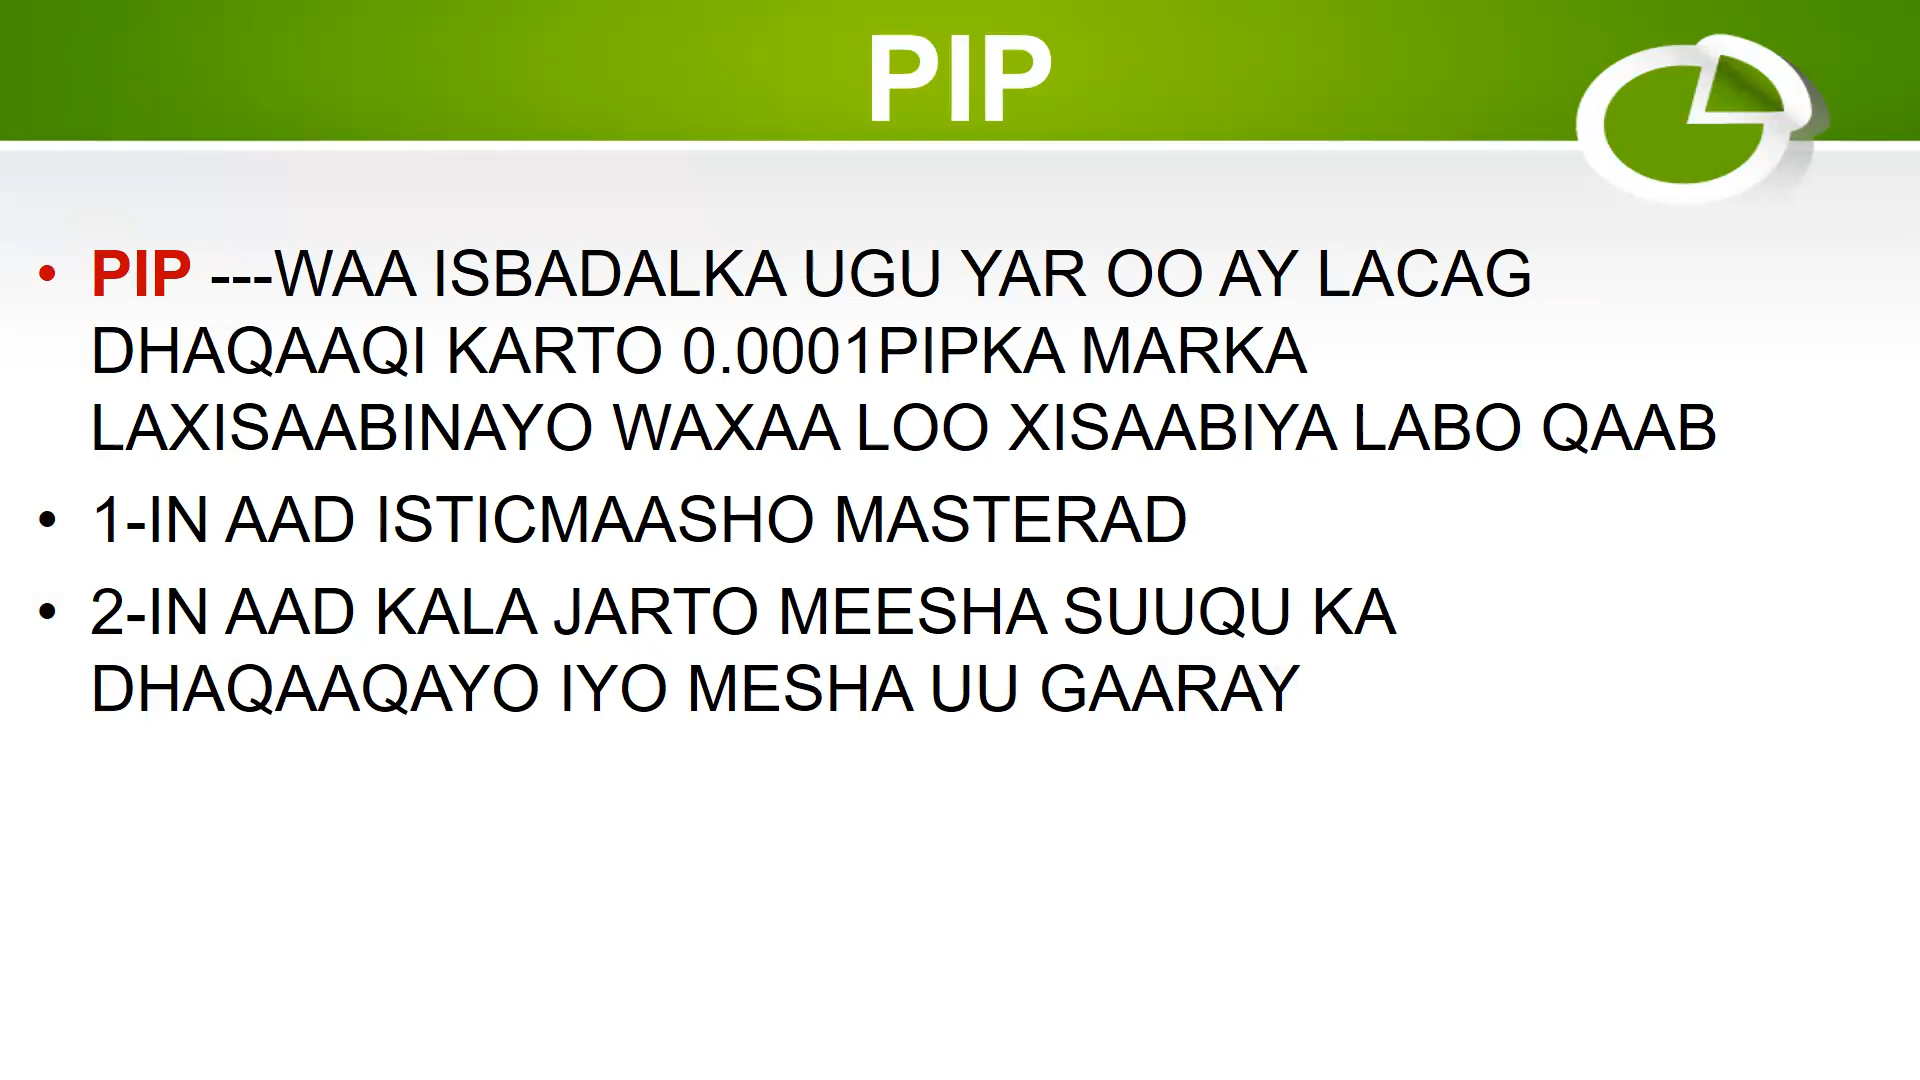 PIP
• PIP ---WAA ISBADALKA UGU YAR OO AY LACAG
DHAQAAQI KARTO 0.0001PIPKA MARKA
LAXISAABINAYO WAXAA LOO XISAABIYA LABO QAAB
• 1-IN AAD ISTICMAASHO MASTERAD
• 2-IN AAD KALA JARTO MEESHA SUUQU KA
DHAQAAQAYO IYO MESHA UU GAARAY